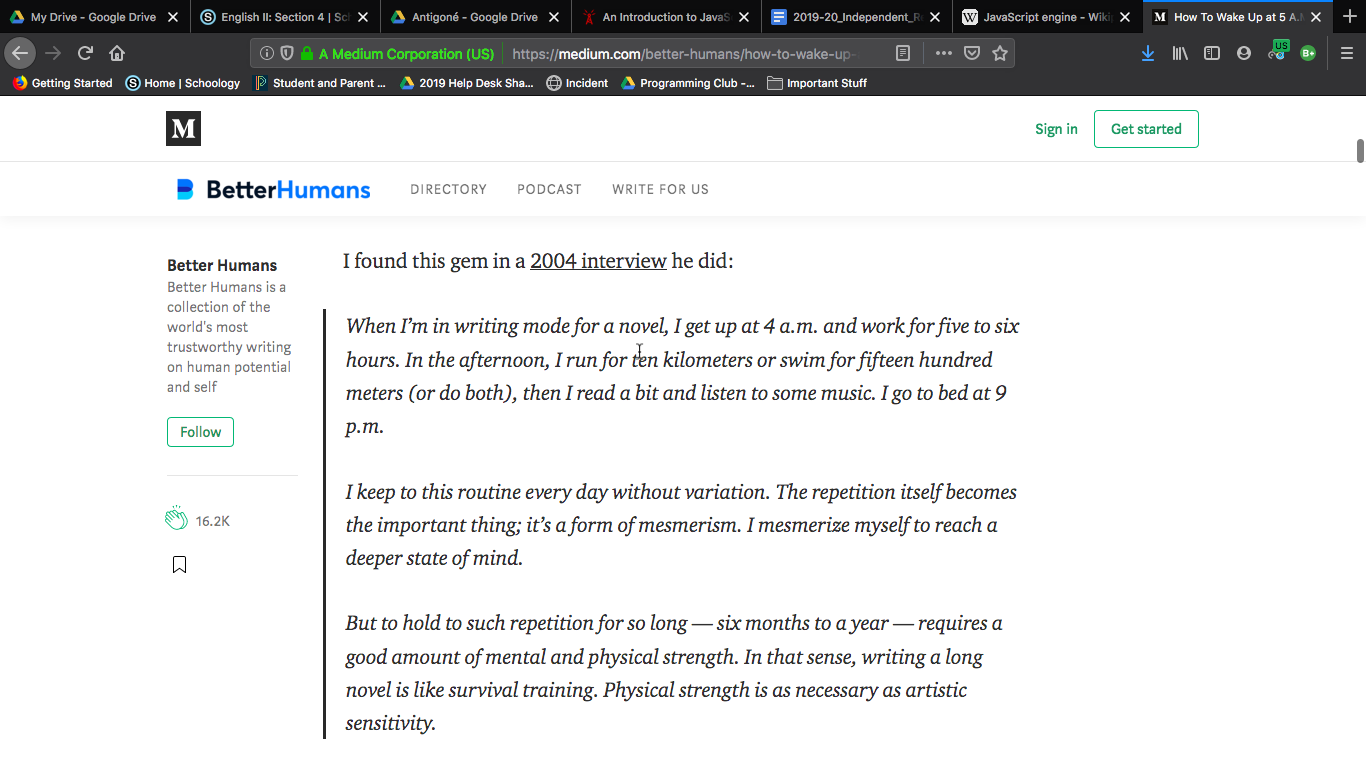 My Drive - Google Drive
English II: Section 4 | Sc
Antigoné - Google Drive
An Introduction to JavaS
2019-20_Independent_R
JavaScript engine - Wiki
How To Wake Up at 5 A.M
A Medium Corporation (US)
https://medium.com/better-humans/how-to-wake-up-
US
B+
Getting Started
Home | Schoology
Student and Parent ...
2019 Help Desk Sha...
Incident
Programming Club -...
Important Stuff
M
Sign in
Get started
BetterHumans
DIRECTORY
PODCAST
WRITE FOR US
Better Humans
Better Humans is a
collection of the
world's most
trustworthy writing
on human potential
and self
Follow
16.2K
I found this gem in a 2004 interview he did:
When I'm in writing mode for a novel, I get up at 4 a.m. and work for five to six
hours. In the afternoon, I run for ten kilometers or swim for fifteen hundred
meters (or do both), then I read a bit and listen to some music. I go to bed at 9
p.m.
I keep to this routine every day without variation. The repetition itself becomes
the important thing; it's a form of mesmerism. I mesmerize myself to reach a
deeper state of mind.
But to hold to such repetition for so long — six months to a year — requires a
good amount of mental and physical strength. In that sense, writing a long
novel is like survival training. Physical strength is as necessary as artistic
sensitivity.